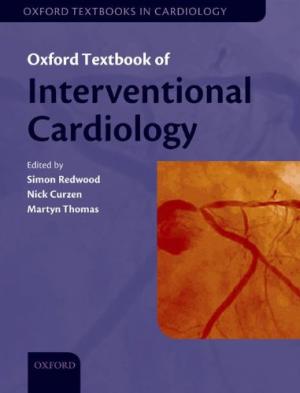 OXFORD TEXTBOOKS IN CARDIOLOGY
Oxford Textbook of
Interventional
Cardiology
Edited by
Simon Redwood
Nick Curzen
Martyn Thomas
OXFORD